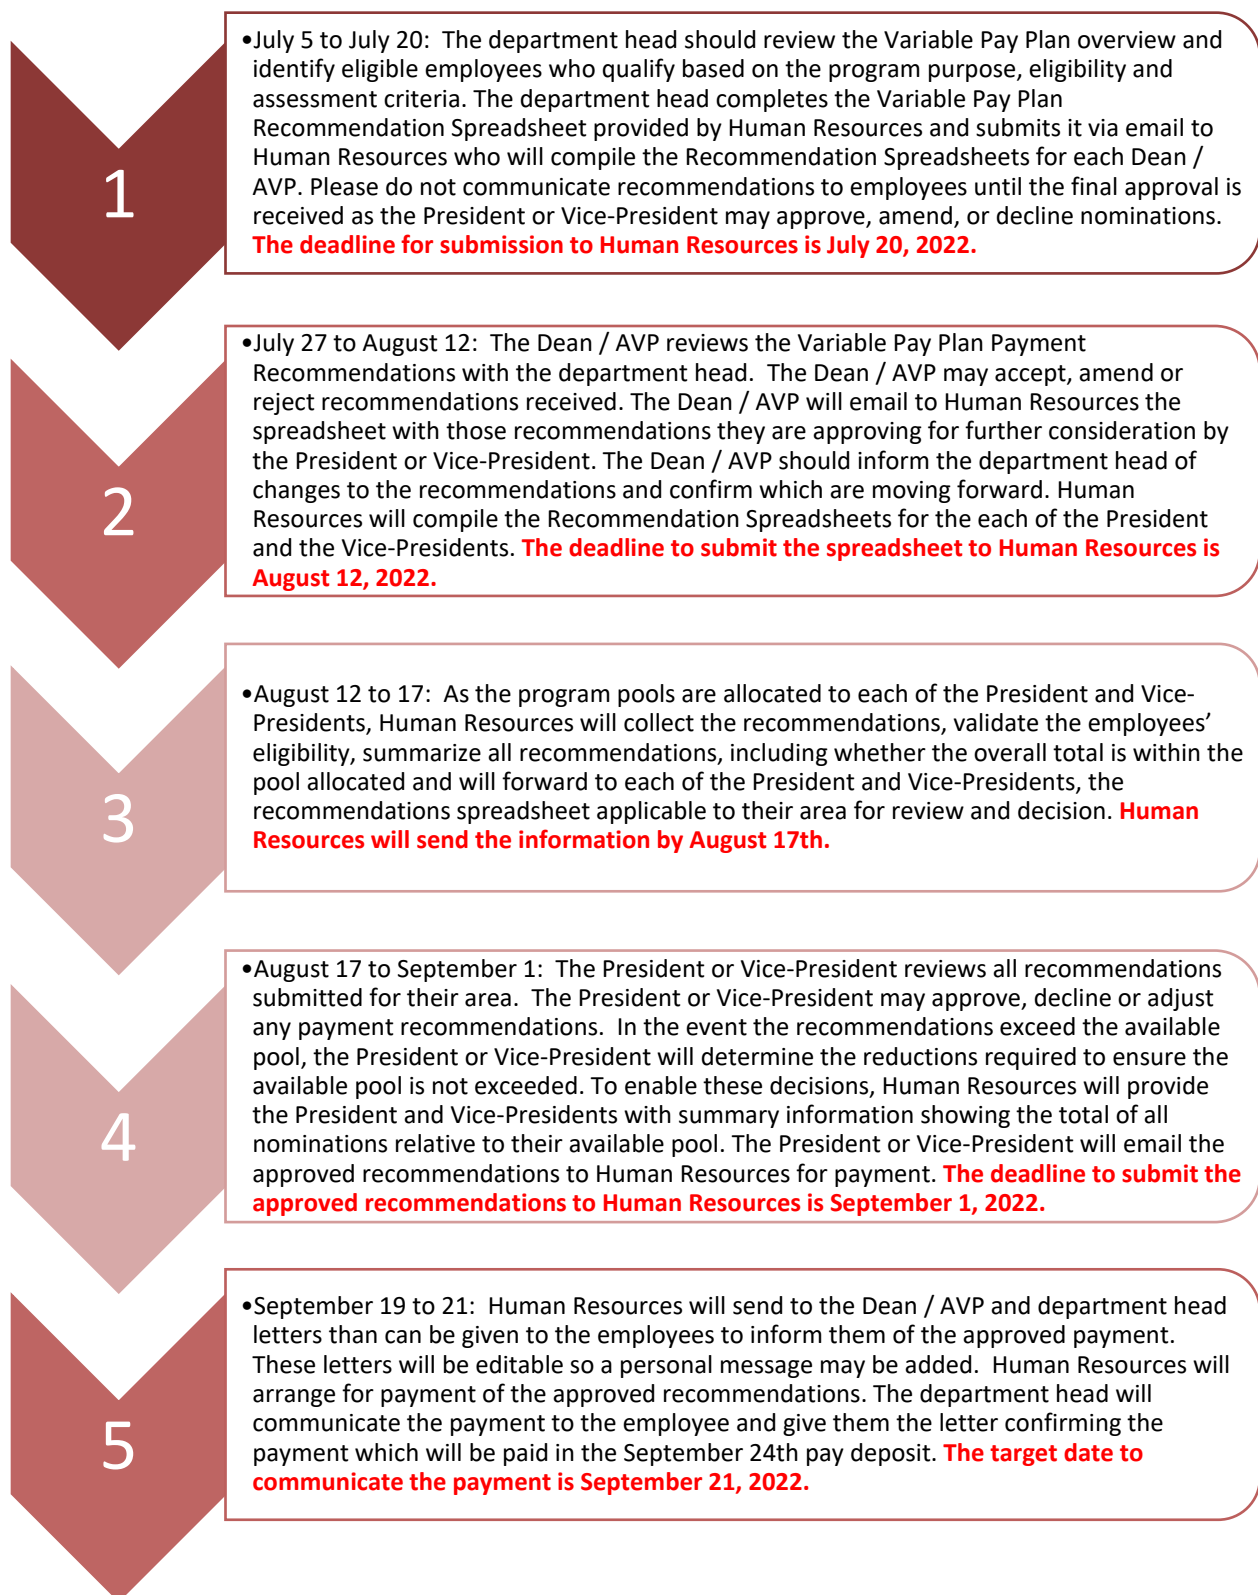 1
•July 5 to July 20:  The department head should review the Variable Pay Plan overview and
identify eligible employees who qualify based on the program purpose, eligibility and
assessment criteria. The department head completes the Variable Pay Plan
Recommendation Spreadsheet provided by Human Resources and submits it via email to
Human Resources who will compile the Recommendation Spreadsheets for each Dean /
AVP. Please do not communicate recommendations to employees until the final approval is
received as the President or Vice-President may approve, amend, or decline nominations.
The deadline for submission to Human Resources is July 20, 2022.
2
•July 27 to August 12:  The Dean / AVP reviews the Variable Pay Plan Payment
Recommendations with the department head.  The Dean / AVP may accept, amend or
reject recommendations received. The Dean / AVP will email to Human Resources the
spreadsheet with those recommendations they are approving for further consideration by
the President or Vice-President. The Dean / AVP should inform the department head of
changes to the recommendations and confirm which are moving forward. Human
Resources will compile the Recommendation Spreadsheets for the each of the President
and the Vice-Presidents. The deadline to submit the spreadsheet to Human Resources is
August 12, 2022.
3
•August 12 to 17:  As the program pools are allocated to each of the President and Vice-
Presidents, Human Resources will collect the recommendations, validate the employees’
eligibility, summarize all recommendations, including whether the overall total is within the
pool allocated and will forward to each of the President and Vice-Presidents, the
recommendations spreadsheet applicable to their area for review and decision. Human
Resources will send the information by August 17th.
4
•August 17 to September 1:  The President or Vice-President reviews all recommendations
submitted for their area.  The President or Vice-President may approve, decline or adjust
any payment recommendations.  In the event the recommendations exceed the available
pool, the President or Vice-President will determine the reductions required to ensure the
available pool is not exceeded. To enable these decisions, Human Resources will provide
the President and Vice-Presidents with summary information showing the total of all
nominations relative to their available pool. The President or Vice-President will email the
approved recommendations to Human Resources for payment. The deadline to submit the
approved recommendations to Human Resources is September 1, 2022.
5
•September 19 to 21:  Human Resources will send to the Dean / AVP and department head
letters than can be given to the employees to inform them of the approved payment.
These letters will be editable so a personal message may be added.  Human Resources will
arrange for payment of the approved recommendations. The department head will
communicate the payment to the employee and give them the letter confirming the
payment which will be paid in the September 24th pay deposit. The target date to
communicate the payment is September 21, 2022.